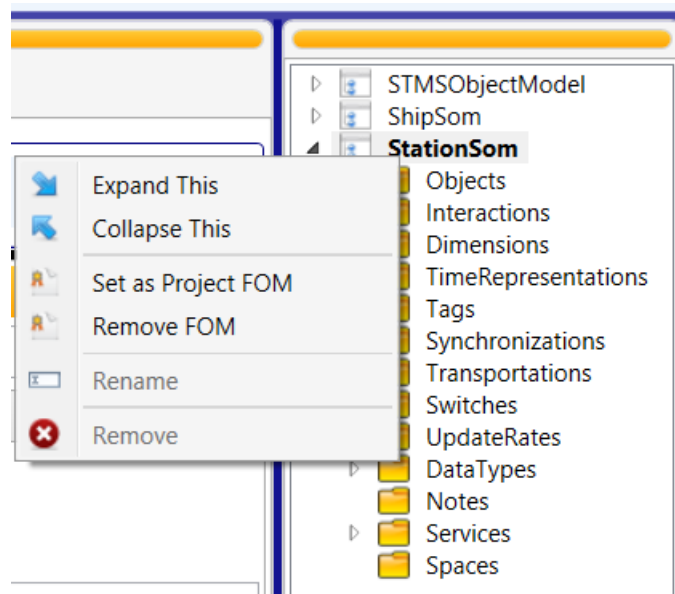 STMSObjectModel
ShipSom
StationSom
Objects
Interactions
Dimensions
TimeRepresentations
Tags
Synchronizations
Transportations
Switches
UpdateRates
DataTypes
Notes
Services
Spaces
Expand This
Collapse This
Set as Project FOM
Remove FOM
Rename
Remove